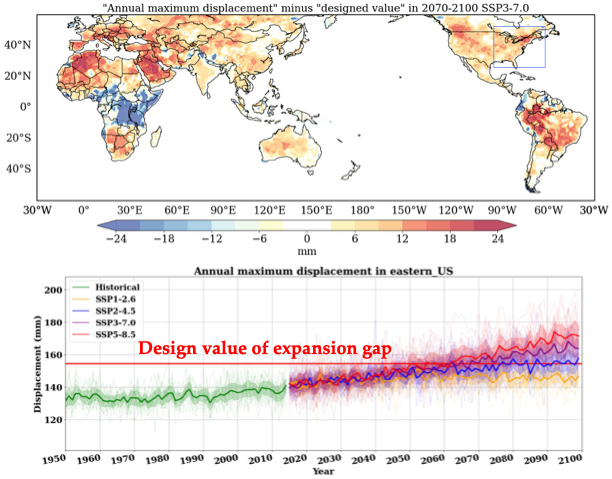 "Annual maximum displacement" minus "designed value" in 2070-2100 SSP3-7.0
40°N
20°N
0°
20°S
40°S
30°W 0° 30°E 60°E 90°E 120°E 150°E 180° 150°W 120°W 90°W 60°W 30°W
−24 −18 −12 −6 0 6 12 18 24
mm
Annual maximum displacement in eastern_US
200
180
160
140
120
Displacement (mm)
Historical
SSP1-2.6
SSP2-4.5
SSP3-7.0
SSP5-8.5
Design value of expansion gap
1950 1960 1970 1980 1990 2000 2010 2020 2030 2040 2050 2060 2070 2080 2090 2100
Year